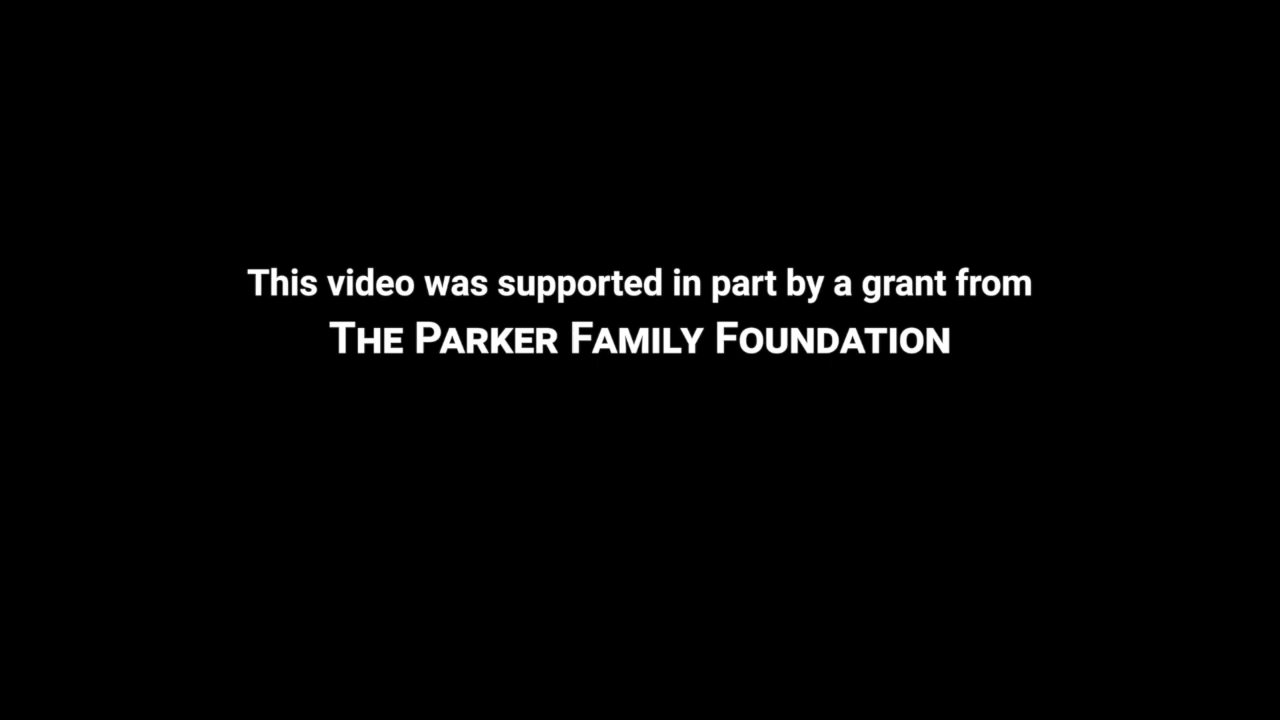 This video was supported in part by a grant from
THE PARKER FAMILY FOUNDATION